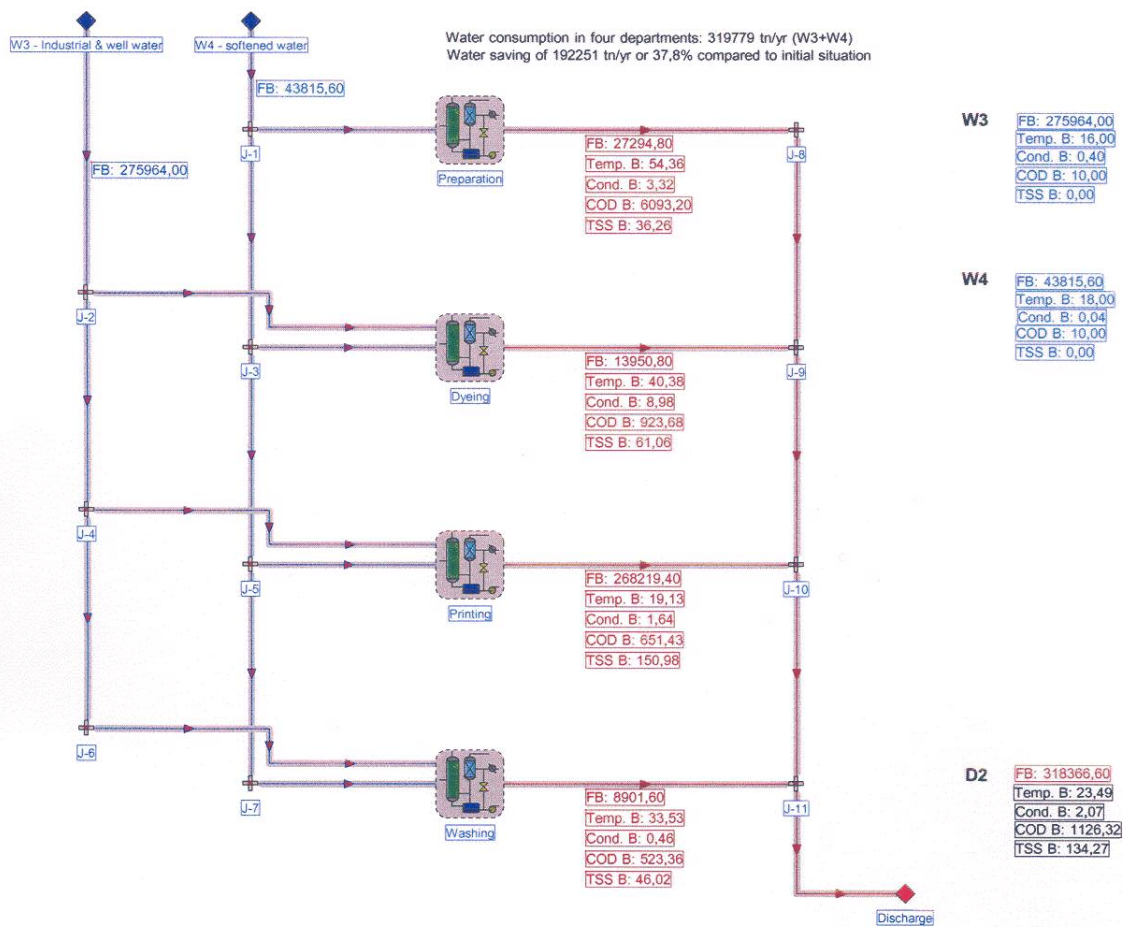 W3 - Industrial & well water
W4 - softened water
Water consumption in four departments: 319779 tn/yr (W3+W4)
Water saving of 192251 tn/yr or 37,8% compared to initial situation
FB: 43815,60
FB: 275964,00
J-1
Preparation
FB: 27294,80
Temp. B: 54,36
Cond. B: 3,32
COD B: 6093,20
TSS B: 36,26
J-8
W3
FB: 275964,00
Temp. B: 16,00
Cond. B: 0,40
COD B: 10,00
TSS B: 0,00
J-2
J-3
Dyeing
FB: 13950,80
Temp. B: 40,38
Cond. B: 8,98
COD B: 923,68
TSS B: 61,06
J-9
W4
FB: 43815,60
Temp. B: 18,00
Cond. B: 0,04
COD B: 10,00
TSS B: 0,00
J-4
J-5
Printing
FB: 268219,40
Temp. B: 19,13
Cond. B: 1,64
COD B: 651,43
TSS B: 150,98
J-10
J-6
J-7
Washing
FB: 8901,60
Temp. B: 33,53
Cond. B: 0,46
COD B: 523,36
TSS B: 46,02
J-11
D2
FB: 318366,60
Temp. B: 23,49
Cond. B: 2,07
COD B: 1126,32
TSS B: 134,27
Discharge